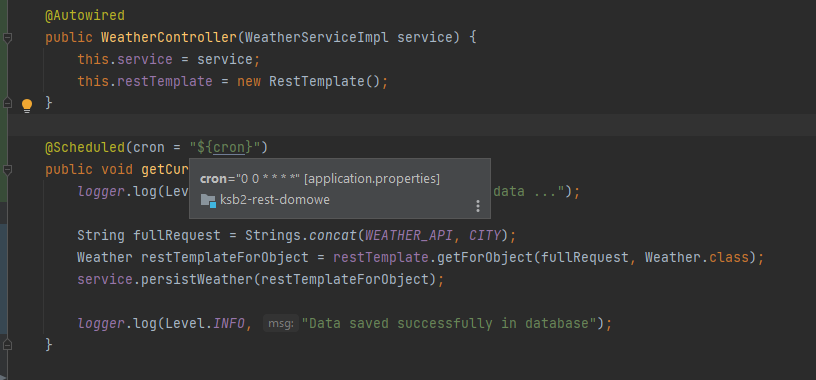 @Autowired
public WeatherController(WeatherServiceImpl service) {
this.service = service;
this.restTemplate = new RestTemplate();
}
@Scheduled(cron = "${cron}")
public void getCur
cron="0 0 * * * *" [application.properties]
logger.log(Lev data ...");
ksb2-rest-domowe
String fullRequest = Strings.concat(WEATHER_API, CITY);
Weather restTemplateForObject = restTemplate.getForObject(fullRequest, Weather.class);
service.persistWeather(restTemplateForObject);
logger.log(Level.INFO, msg: "Data saved successfully in database");
}